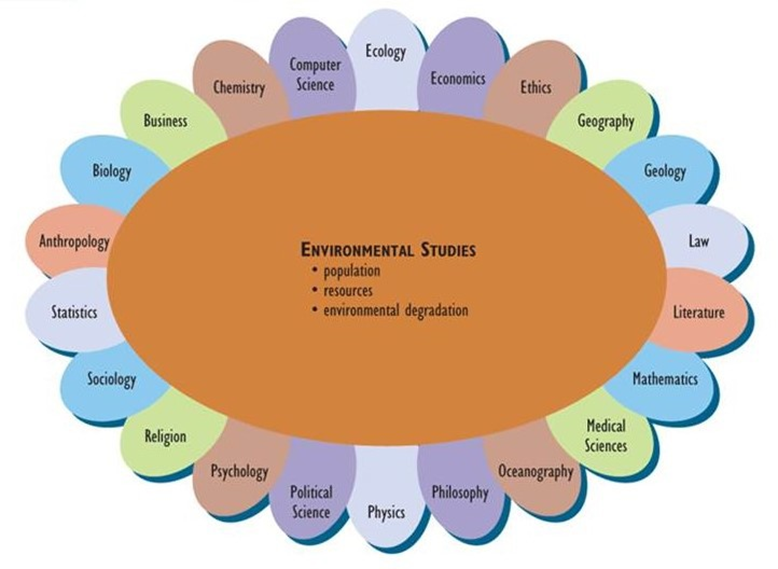 Ecology
Economics
Ethics
Geography
Geology
Law
Literature
Mathematics
Medical
Sciences
Oceanography
Philosophy
Physics
Political
Science
Psychology
Religion
Sociology
Statistics
Anthropology
Biology
Business
Chemistry
Computer
Science
ENVIRONMENTAL STUDIES
• population
• resources
• environmental degradation